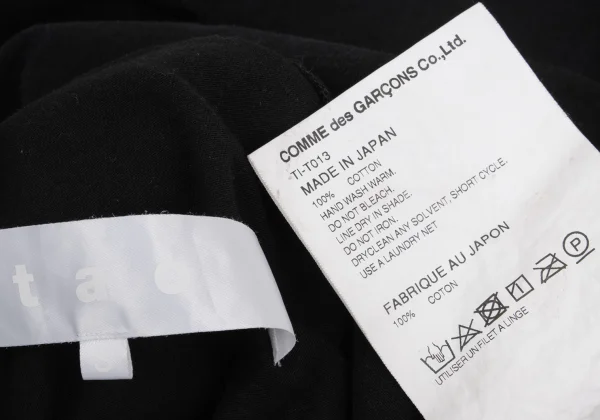 COMME des GARÇONS Co.,Ltd.
TI-T013
MADE IN JAPAN
100% COTTON
HAND WASH WARM.
DO NOT BLEACH.
LINE DRY IN SHADE.
DO NOT IRON.
DRYCLEAN ANY SOLVENT, SHORT CYCLE.
USE A LAUNDRY NET
FABRIQUE AU JAPON
100% COTON
P
UTILISER UN FILET A LINGE
t a